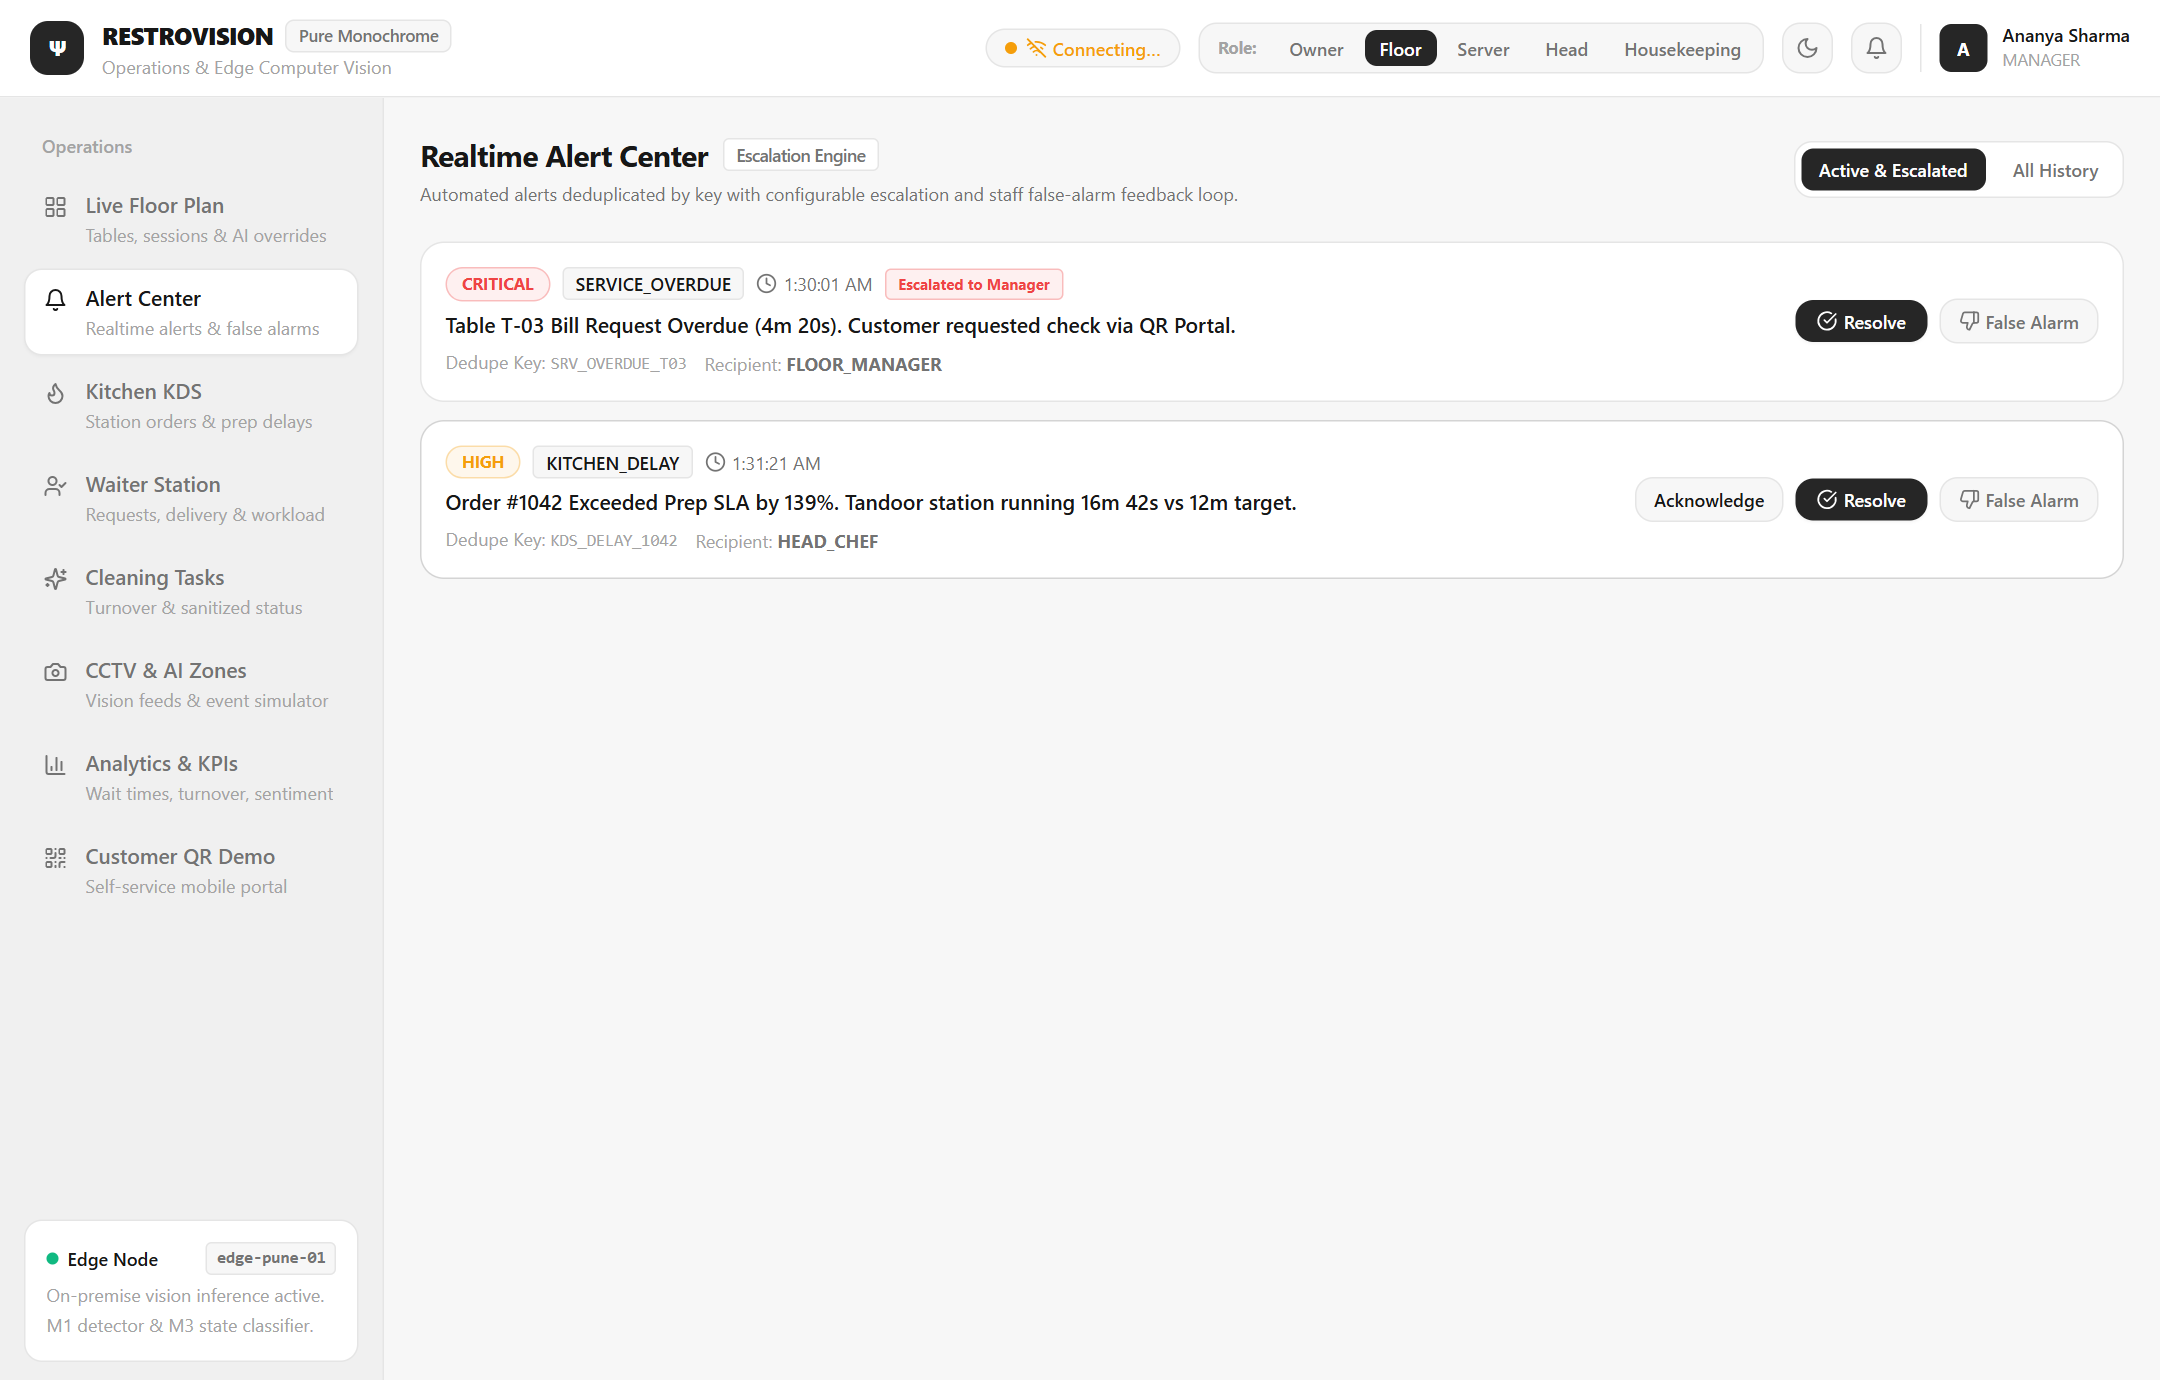 Ψ
RESTROVISION Pure Monochrome
Operations & Edge Computer Vision
Connecting...
Role: Owner Floor Server Head Housekeeping
A
Ananya Sharma
MANAGER
Operations
Live Floor Plan
Tables, sessions & AI overrides
Alert Center
Realtime alerts & false alarms
Kitchen KDS
Station orders & prep delays
Waiter Station
Requests, delivery & workload
Cleaning Tasks
Turnover & sanitized status
CCTV & AI Zones
Vision feeds & event simulator
Analytics & KPIs
Wait times, turnover, sentiment
Customer QR Demo
Self-service mobile portal
Edge Node edge-pune-01
On-premise vision inference active.
M1 detector & M3 state classifier.
Realtime Alert Center Escalation Engine
Automated alerts deduplicated by key with configurable escalation and staff false-alarm feedback loop.
Active & Escalated All History
CRITICAL SERVICE_OVERDUE 1:30:01 AM Escalated to Manager
Table T-03 Bill Request Overdue (4m 20s). Customer requested check via QR Portal.
Dedupe Key: SRV_OVERDUE_T03 Recipient: FLOOR_MANAGER
Resolve False Alarm
HIGH KITCHEN_DELAY 1:31:21 AM
Order #1042 Exceeded Prep SLA by 139%. Tandoor station running 16m 42s vs 12m target.
Dedupe Key: KDS_DELAY_1042 Recipient: HEAD_CHEF
Acknowledge Resolve False Alarm